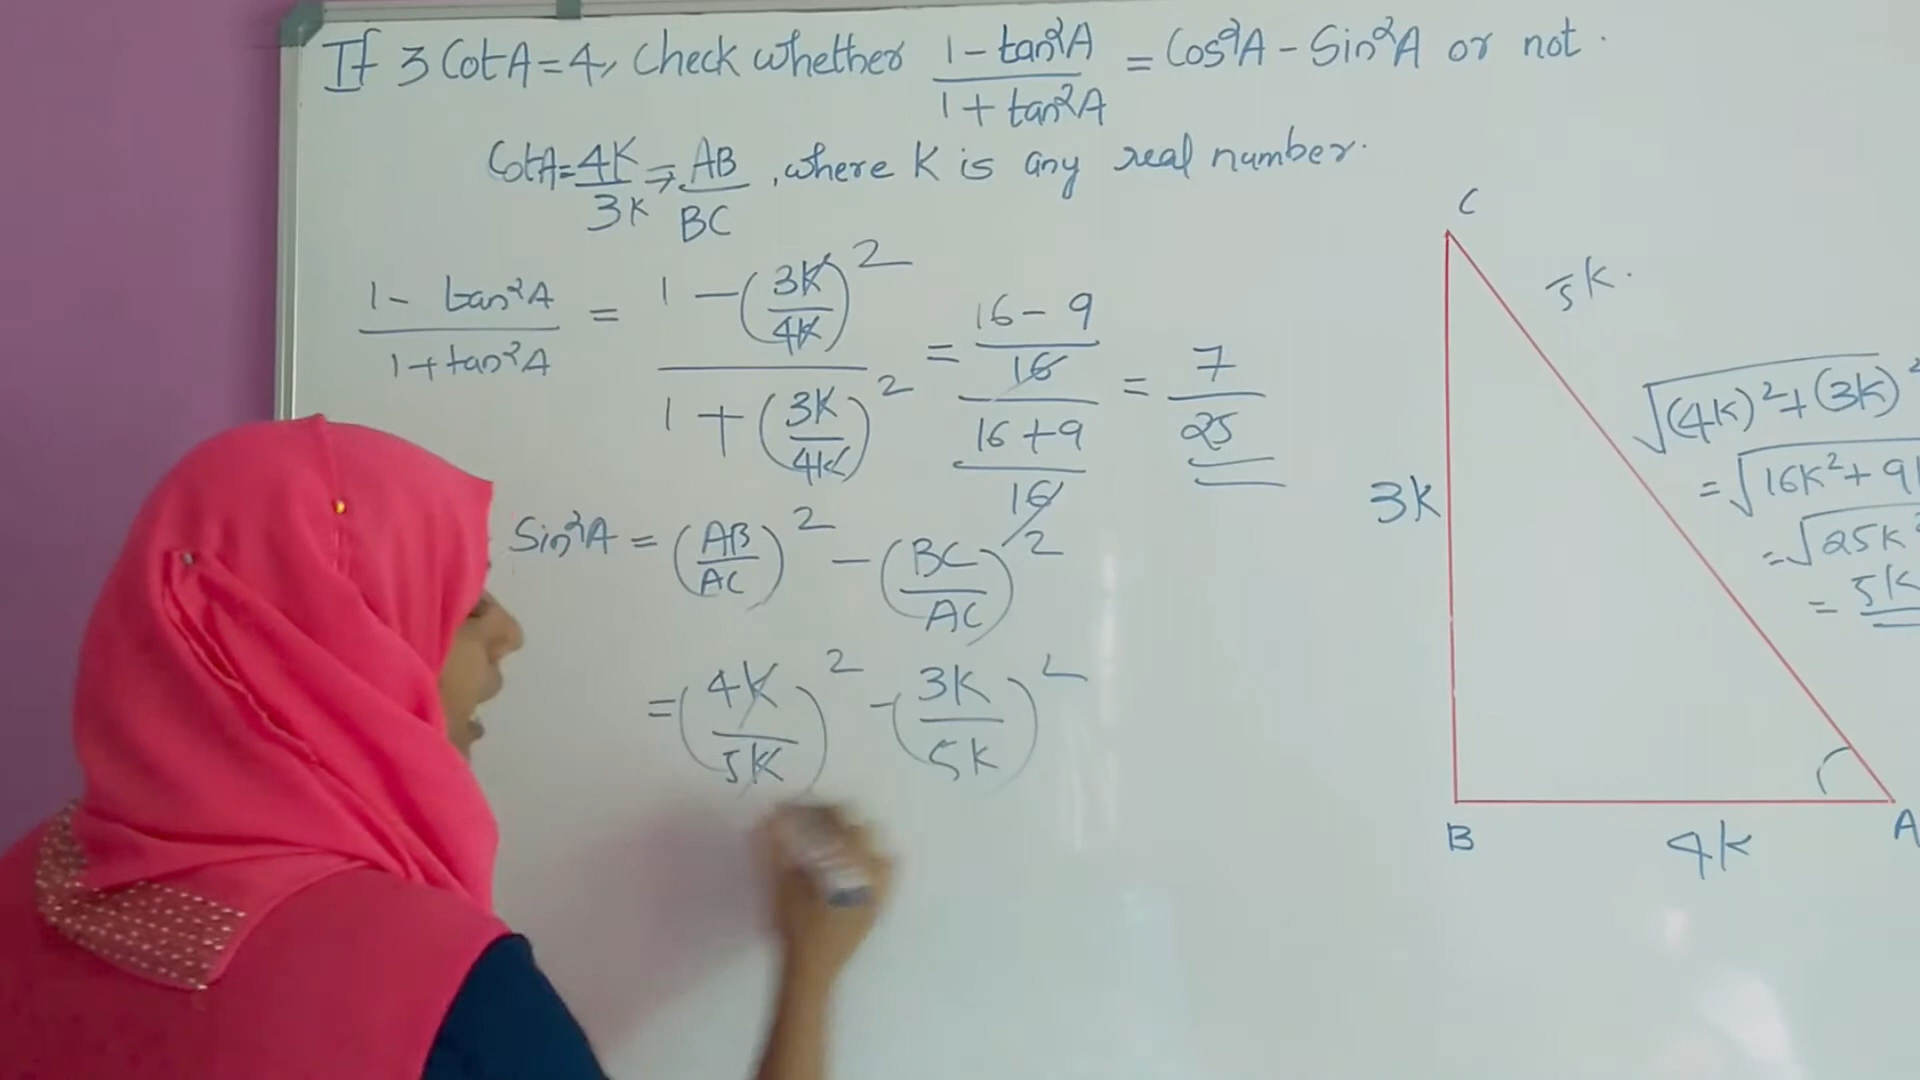 If 3 Cot A = 4, Check whether (1 - tan²A)/(1 + tan²A) = Cos²A - Sin²A or not.
Cot A = 4K/3K ⇒ AB/BC, where K is any real number.
(1 - tan²A)/(1 + tan²A) = (1 - (3K/4K)²)/(1 + (3K/4K)²) = ((16 - 9)/16)/((16 + 9)/16) = 7/25
Sin²A = (AB/AC)² - (BC/AC)²
= (4K/5K)² - (3K/5K)²
C
5K.
√(4K)² + (3K)²
= √16K² + 9
= √25K²
= 5K
3K
B
4K
A